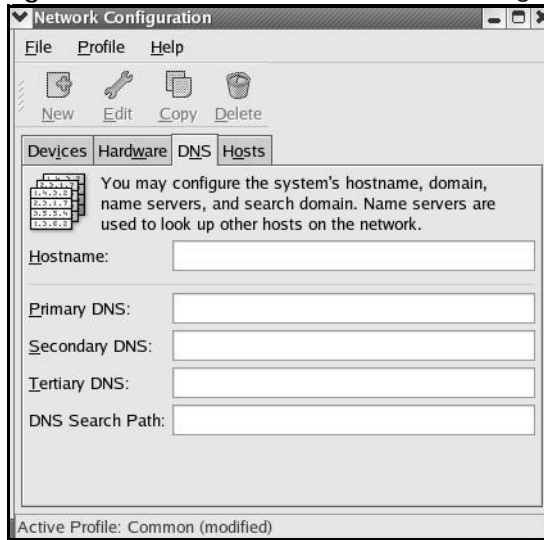 Network Configuration
File Profile Help
New Edit Copy Delete
Devices Hardware DNS Hosts
You may configure the system's hostname, domain,
name servers, and search domain. Name servers are
used to look up other hosts on the network.
Hostname:
Primary DNS:
Secondary DNS:
Tertiary DNS:
DNS Search Path:
Active Profile: Common (modified)